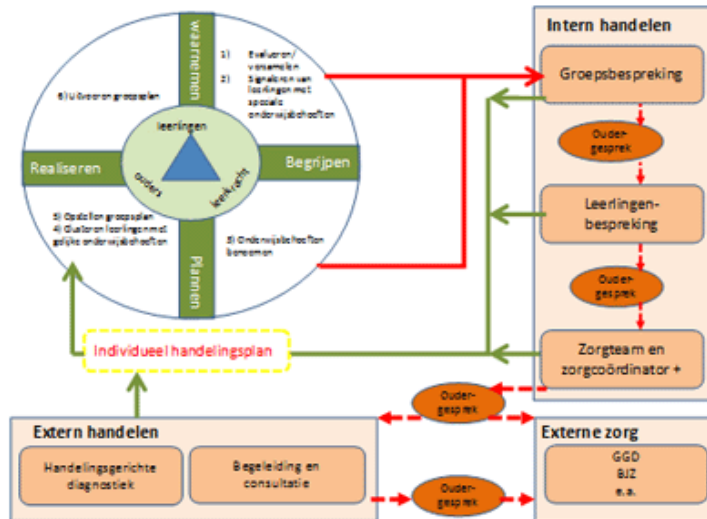 waarnemen
1) Evalueren/
verzamelen
2) Signaleren van
leerlingen met
speciale
onderwijsbehoeften
6) Uitvoeren groepsplan
leerlingen
Realiseren
Begrijpen
ouders
leerkracht
5) Opstellen groepsplan
4) Clusteren leerlingen met
gelijke onderwijsbehoeften
3) Onderwijsbehoeften
benoemen
Plannen
Individueel handelingsplan
Intern handelen
Groepsbespreking
Ouder-
gesprek
Leerlingen-
bespreking
Ouder-
gesprek
Zorgteam en
zorgcoördinator +
Ouder-
gesprek
Extern handelen
Handelingsgerichte
diagnostiek
Begeleiding en
consultatie
Ouder-
gesprek
Externe zorg
GGD
BJZ
e.a.